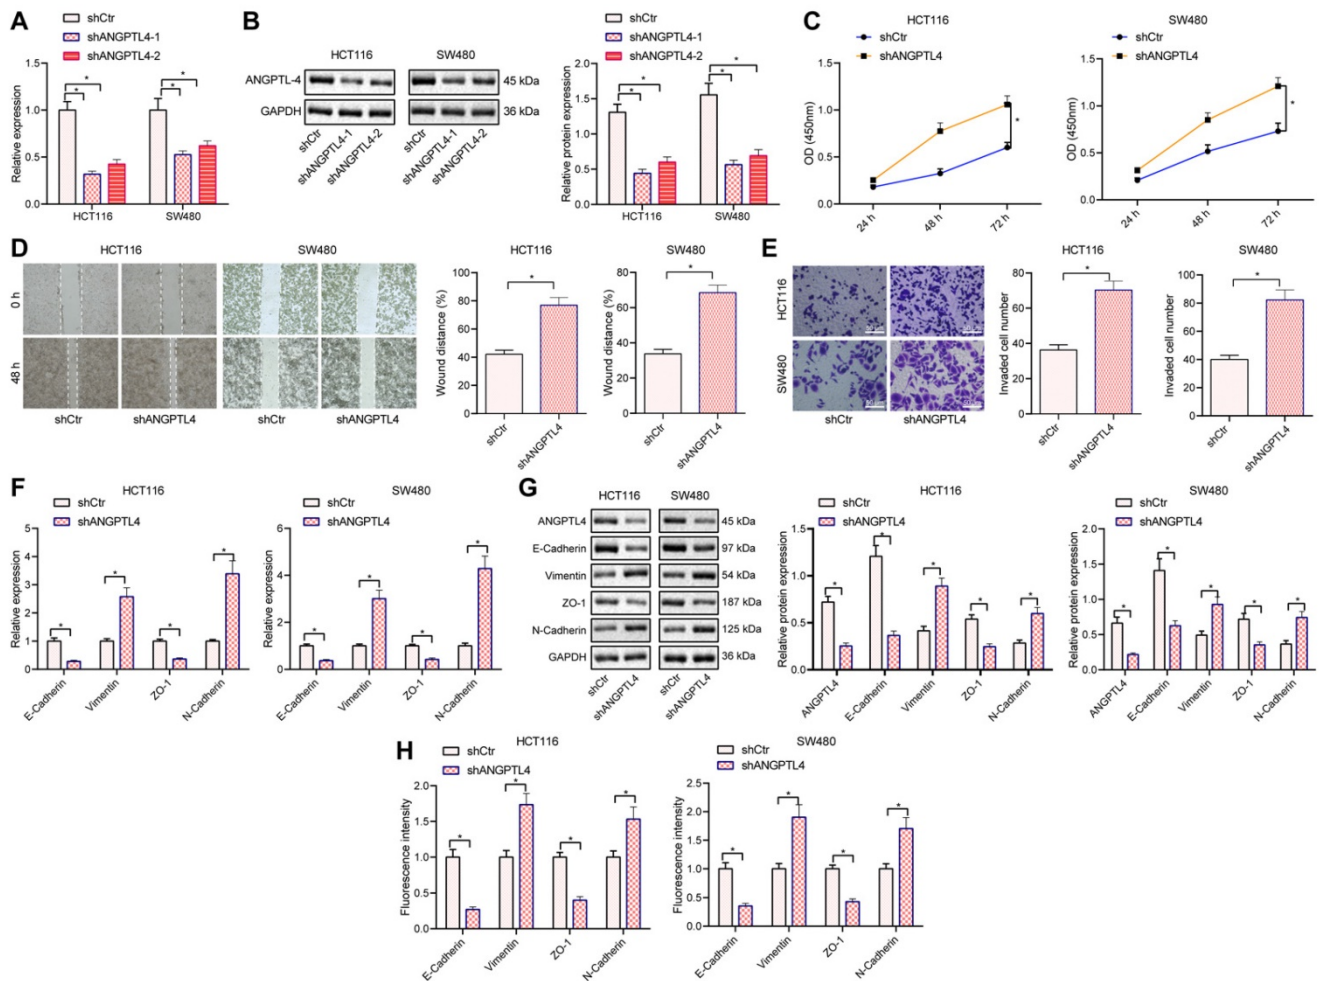 A
shCtr
shANGPTL4-1
shANGPTL4-2
Relative expression
1.5
1.0
0.5
0.0
*
*
*
*
HCT116
SW480
B
HCT116
SW480
ANGPTL-4
45 kDa
GAPDH
36 kDa
shCtr
shANGPTL4-1
shANGPTL4-2
shCtr
shANGPTL4-1
shANGPTL4-2
shCtr
shANGPTL4-1
shANGPTL4-2
Relative protein expression
2.0
1.5
1.0
0.5
0.0
*
*
*
*
HCT116
SW480
C
HCT116
shCtr
shANGPTL4
OD (450nm)
1.5
1.0
0.5
0.0
*
24 h
48 h
72 h
SW480
shCtr
shANGPTL4
OD (450nm)
1.5
1.0
0.5
0.0
*
24 h
48 h
72 h
D
HCT116
SW480
0 h
48 h
shCtr
shANGPTL4
shCtr
shANGPTL4
HCT116
Wound distance (%)
100
80
60
40
20
0
*
shCtr
shANGPTL4
SW480
Wound distance (%)
80
60
40
20
0
*
shCtr
shANGPTL4
E
HCT116
SW480
shCtr
shANGPTL4
HCT116
Invaded cell number
80
60
40
20
0
*
shCtr
shANGPTL4
SW480
Invaded cell number
100
80
60
40
20
0
*
shCtr
shANGPTL4
F
HCT116
shCtr
shANGPTL4
Relative expression
5
4
3
2
1
0
*
*
*
*
E-Cadherin
Vimentin
ZO-1
N-Cadherin
SW480
shCtr
shANGPTL4
Relative expression
6
4
2
0
*
*
*
*
E-Cadherin
Vimentin
ZO-1
N-Cadherin
G
HCT116
SW480
ANGPTL4
45 kDa
E-Cadherin
97 kDa
Vimentin
54 kDa
ZO-1
187 kDa
N-Cadherin
125 kDa
GAPDH
36 kDa
shCtr
shANGPTL4
shCtr
shANGPTL4
HCT116
shCtr
shANGPTL4
Relative protein expression
1.5
1.0
0.5
0.0
*
*
*
*
*
ANGPTL4
E-Cadherin
Vimentin
ZO-1
N-Cadherin
SW480
shCtr
shANGPTL4
Relative protein expression
2.0
1.5
1.0
0.5
0.0
*
*
*
*
*
ANGPTL4
E-Cadherin
Vimentin
ZO-1
N-Cadherin
H
HCT116
shCtr
shANGPTL4
Fluorescence intensity
2.0
1.5
1.0
0.5
0.0
*
*
*
*
E-Cadherin
Vimentin
ZO-1
N-Cadherin
SW480
shCtr
shANGPTL4
Fluorescence intensity
2.5
2.0
1.5
1.0
0.5
0.0
*
*
*
*
E-Cadherin
Vimentin
ZO-1
N-Cadherin